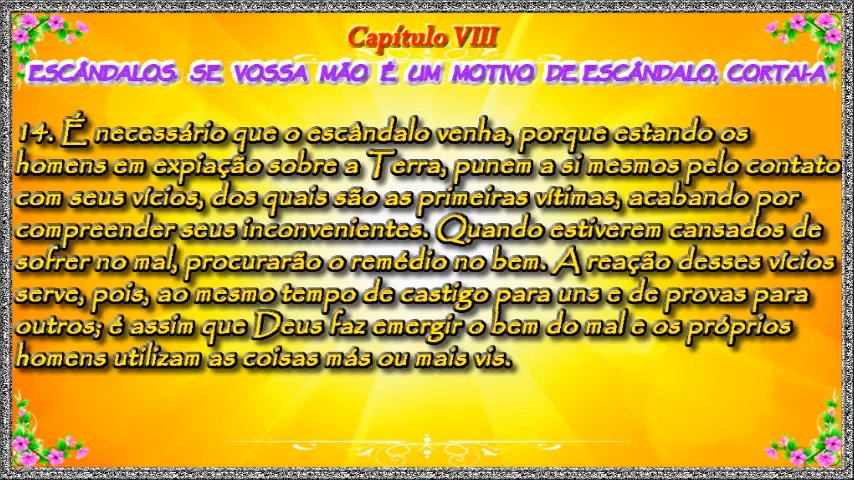 Capítulo VIII
ESCÂNDALOS. SE VOSSA MÃO É UM MOTIVO DE ESCÂNDALO, CORTAI-A
14. É necessário que o escândalo venha, porque estando os
homens em expiação sobre a Terra, punem a si mesmos pelo contato
com seus vícios, dos quais são as primeiras vítimas, acabando por
compreender seus inconvenientes. Quando estiverem cansados de
sofrer no mal, procurarão o remédio no bem. A reação desses vícios
serve, pois, ao mesmo tempo de castigo para uns e de provas para
outros; é assim que Deus faz emergir o bem do mal e os próprios
homens utilizam as coisas más ou mais vis.